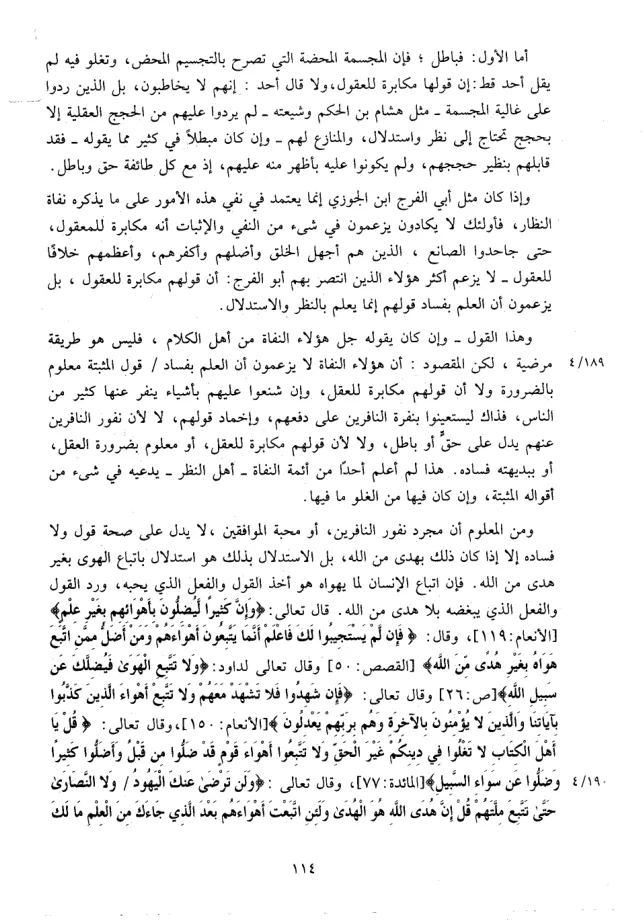 أما الأول: فباطل ؛ فإن المجسمة المحضة التي تصرح بالتجسيم المحض، وتغلو فيه لم
يقل أحد قط: إن قولها مكابرة للعقول، ولا قال أحد : إنهم لا يخاطبون، بل الذين ردوا
على غالية المجسمة ـ مثل هشام بن الحكم وشيعته ـ لم يردوا عليهم من الحجج العقلية إلا
بحجج تحتاج إلى نظر واستدلال، والمنازع لهم ـ وإن كان مبطلاً في كثير مما يقوله ـ فقد
قابلهم بنظير حججهم، ولم يكونوا عليه بأظهر منه عليهم، إذ مع كل طائفة حق وباطل.
وإذا كان مثل أبي الفرج ابن الجوزي إنما يعتمد في نفي هذه الأمور على ما يذكره نفاة
النظار، فأولئك لا يكادون يزعمون في شىء من النفي والإثبات أنه مكابرة للمعقول،
حتى جاحدوا الصانع ، الذين هم أجهل الخلق وأضلهم وأكفرهم، وأعظمهم خلافًا
للعقول ـ لا يزعم أكثر هؤلاء الذين انتصر بهم أبو الفرج: أن قولهم مكابرة للعقول ، بل
يزعمون أن العلم بفساد قولهم إنما يعلم بالنظر والاستدلال.
وهذا القول ـ وإن كان يقوله جل هؤلاء النفاة من أهل الكلام ، فليس هو طريقة
٤/١٨٩ مرضية ، لكن المقصود : أن هؤلاء النفاة لا يزعمون أن العلم بفساد / قول المثبتة معلوم
بالضرورة ولا أن قولهم مكابرة للعقل، وإن شنعوا عليهم بأشياء ينفر عنها كثير من
الناس، فذاك ليستعينوا بنفرة النافرين على دفعهم، وإخماد قولهم، لا لأن نفور النافرين
عنهم يدل على حقٍّ أو باطل، ولا لأن قولهم مكابرة للعقل، أو معلوم بضرورة العقل،
أو ببديهته فساده. هذا لم أعلم أحدًا من أئمة النفاة ـ أهل النظر ـ يدعيه في شىء من
أقواله المثبتة، وإن كان فيها من الغلو ما فيها.
ومن المعلوم أن مجرد نفور النافرين، أو محبة الموافقين ،لا يدل على صحة قول ولا
فساده إلا إذا كان ذلك بهدى من الله، بل الاستدلال بذلك هو استدلال باتباع الهوى بغير
هدى من الله. فإن اتباع الإنسان لما يهواه هو أخذ القول والفعل الذي يحبه، ورد القول
والفعل الذي يبغضه بلا هدى من الله. قال تعالى: ﴿وَإِنَّ كَثِيرًا لَّيُضِلُّونَ بِأَهْوَائِهِم بِغَيْرِ عِلْمٍ﴾
[الأنعام: ١١٩]، وقال: ﴿ فَإِن لَّمْ يَسْتَجِيبُوا لَكَ فَاعْلَمْ أَنَّمَا يَتَّبِعُونَ أَهْوَاءَهُمْ وَمَنْ أَضَلُّ مِمَّنِ اتَّبَعَ
هَوَاهُ بِغَيْرِ هُدًى مِّنَ اللَّهِ﴾ [القصص: ٥٠] وقال تعالى لداود: ﴿وَلا تَتَّبِعِ الْهَوَىٰ فَيُضِلَّكَ عَن
سَبِيلِ اللَّهِ﴾[ص:٢٦] وقال تعالى: ﴿فَإِن شَهِدُوا فَلا تَشْهَدْ مَعَهُمْ وَلا تَتَّبِعْ أَهْوَاءَ الَّذِينَ كَذَّبُوا
بِآيَاتِنَا وَالَّذِينَ لا يُؤْمِنُونَ بِالآخِرَةِ وَهُم بِرَبِّهِمْ يَعْدِلُونَ ﴾[الأنعام: ١٥٠]،وقال تعالى: ﴿ قُلْ يَا
أَهْلَ الْكِتَابِ لا تَغْلُوا فِي دِينِكُمْ غَيْرَ الْحَقِّ وَلا تَتَّبِعُوا أَهْوَاءَ قَوْمٍ قَدْ ضَلُّوا مِن قَبْلُ وَأَضَلُّوا كَثِيرًا
٤/١٩٠ وَضَلُّوا عَن سَوَاءِ السَّبِيلِ﴾[المائدة:٧٧]، وقال تعالى :﴿وَلَن تَرْضَىٰ عَنكَ الْيَهُودُ / وَلا النَّصَارَىٰ
حَتَّىٰ تَتَّبِعَ مِلَّتَهُمْ قُلْ إِنَّ هُدَى اللَّهِ هُوَ الْهُدَىٰ وَلَئِنِ اتَّبَعْتَ أَهْوَاءَهُم بَعْدَ الَّذِي جَاءَكَ مِنَ الْعِلْمِ مَا لَكَ
١١٤